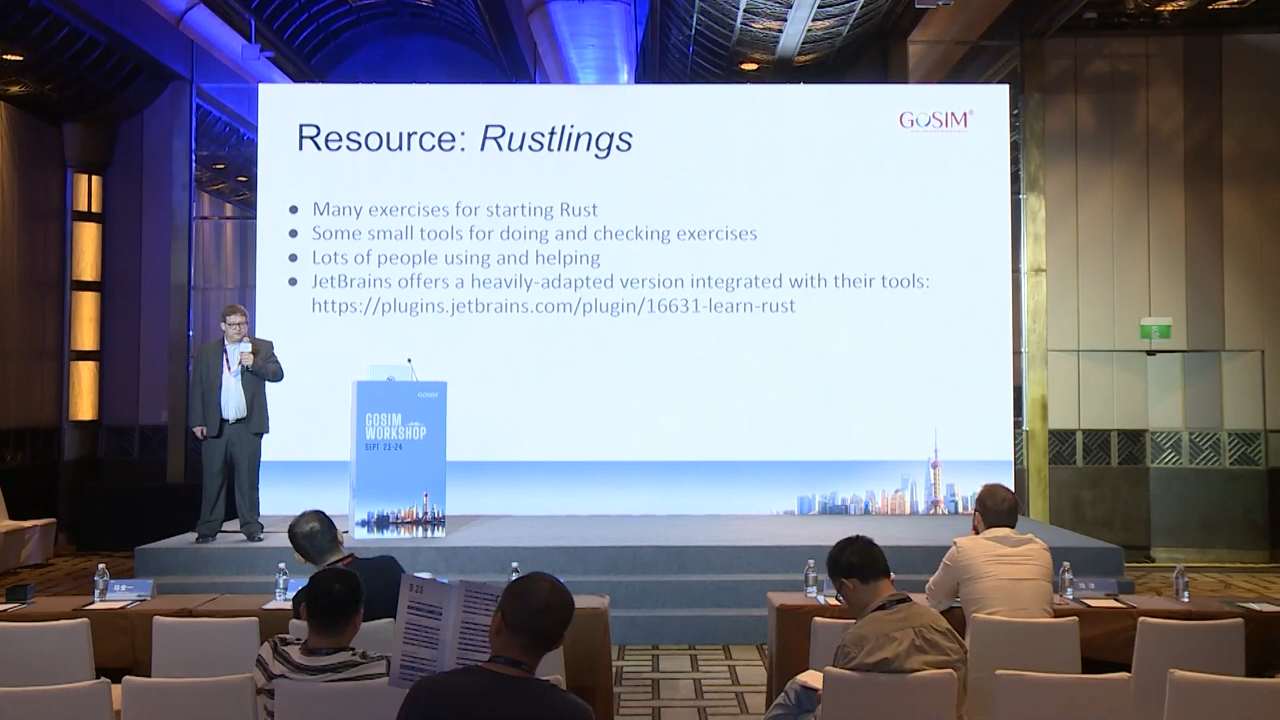 Resource: Rustlings
GOSIM
● Many exercises for starting Rust
● Some small tools for doing and checking exercises
● Lots of people using and helping
● JetBrains offers a heavily-adapted version integrated with their tools:
https://plugins.jetbrains.com/plugin/16631-learn-rust
GOSIM
GOSIM
WORKSHOP
SEPT 23-24